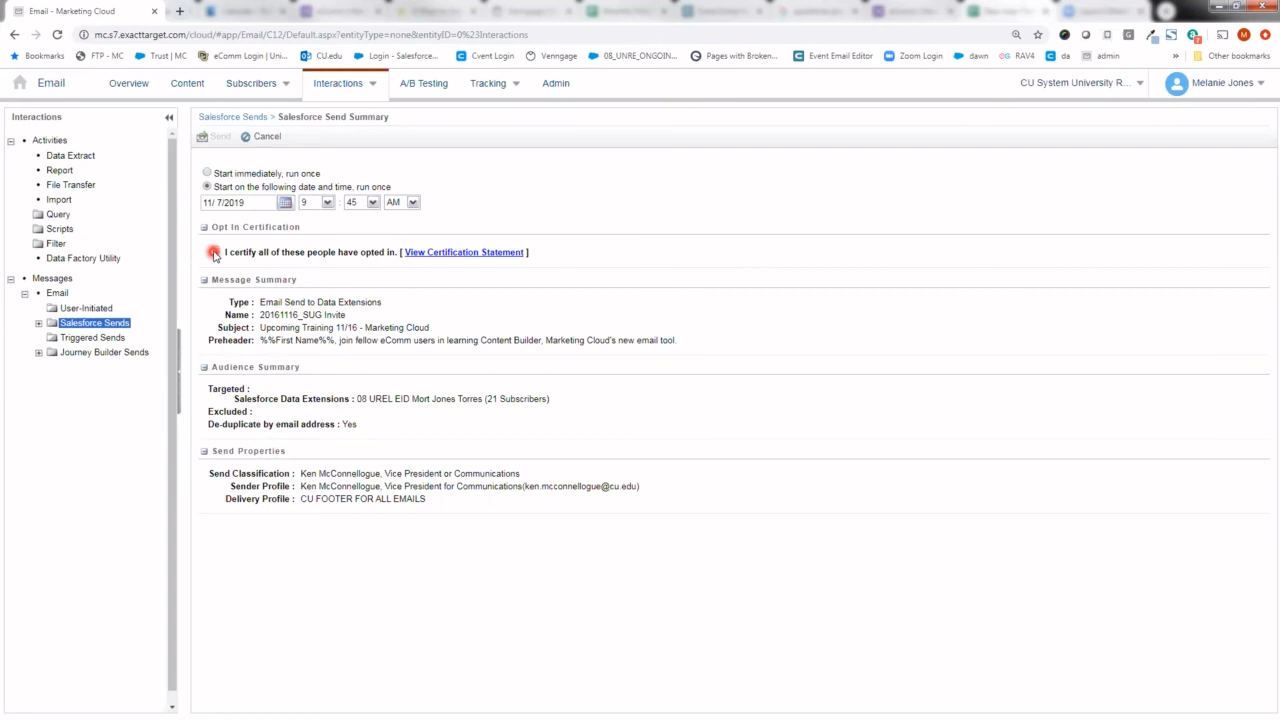 Email - Marketing Cloud
mc.s7.exacttarget.com/cloud/#app/Email/C12/Default.aspx?entityType=none&entityID=0%23Interactions
Bookmarks FTP - MC Trust | MC eComm Login | Uni... CU.edu Login - Salesforce... Cvent Login Venngage 08_UNRE_ONGOIN... Pages with Broken... Event Email Editor Zoom Login dawn RAV4 da admin » Other bookmarks
Email Overview Content Subscribers Interactions A/B Testing Tracking Admin CU System University R... Melanie Jones
Interactions
Salesforce Sends > Salesforce Send Summary
Send Cancel
Activities
Data Extract
Report
File Transfer
Import
Query
Scripts
Filter
Data Factory Utility
Messages
Email
User-Initiated
Salesforce Sends
Triggered Sends
Journey Builder Sends
Start immediately, run once
Start on the following date and time, run once
11/ 7/2019 9 : 45 AM
Opt In Certification
I certify all of these people have opted in. [ View Certification Statement ]
Message Summary
Type : Email Send to Data Extensions
Name : 20161116_SUG Invite
Subject : Upcoming Training 11/16 - Marketing Cloud
Preheader: %%First Name%%, join fellow eComm users in learning Content Builder, Marketing Cloud's new email tool.
Audience Summary
Targeted :
Salesforce Data Extensions : 08 UREL EID Mort Jones Torres (21 Subscribers)
Excluded :
De-duplicate by email address : Yes
Send Properties
Send Classification : Ken McConnellogue, Vice President or Communications
Sender Profile : Ken McConnellogue, Vice President for Communications(ken.mcconnellogue@cu.edu)
Delivery Profile : CU FOOTER FOR ALL EMAILS